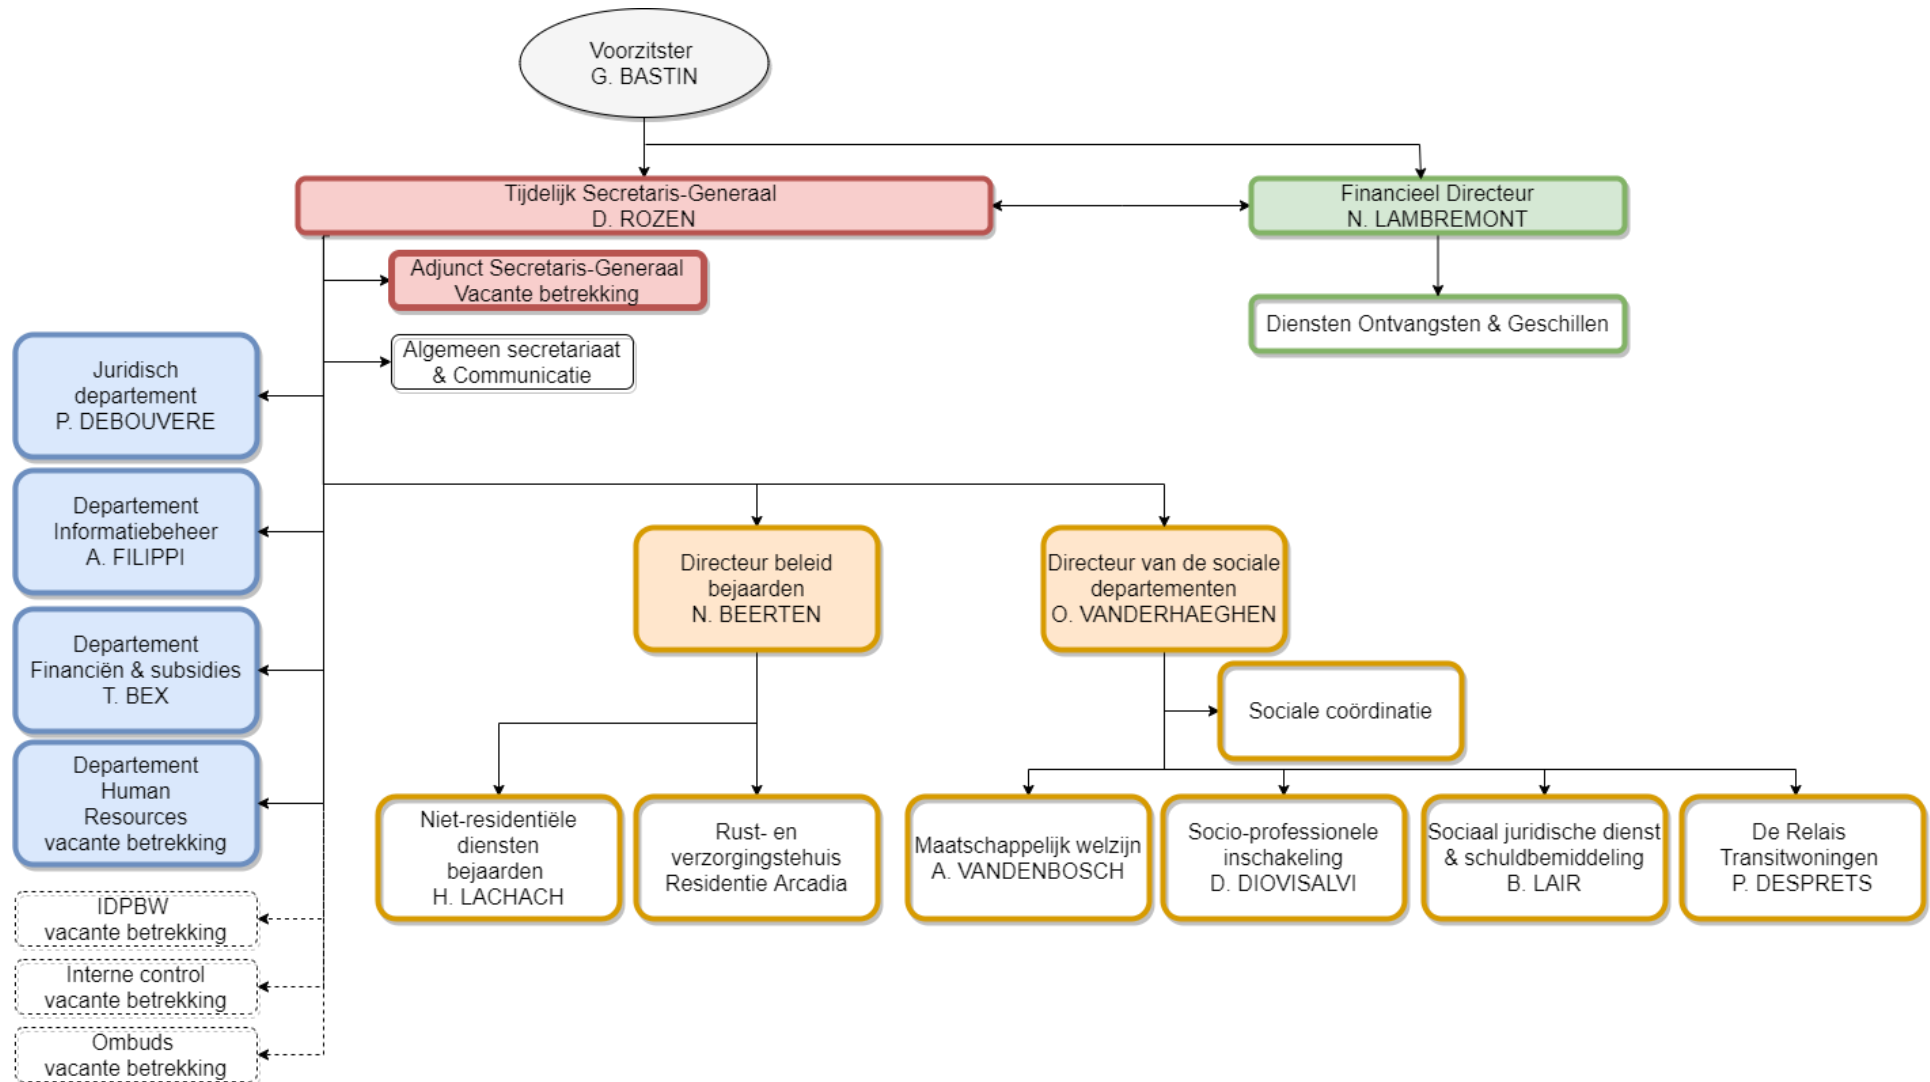 Voorzitster
G. BASTIN
Tijdelijk Secretaris-Generaal
D. ROZEN
Financieel Directeur
N. LAMBREMONT
Adjunct Secretaris-Generaal
Vacante betrekking
Diensten Ontvangsten & Geschillen
Algemeen secretariaat
& Communicatie
Juridisch
departement
P. DEBOUVERE
Departement
Informatiebeheer
A. FILIPPI
Departement
Financiën & subsidies
T. BEX
Departement
Human
Resources
vacante betrekking
IDPBW
vacante betrekking
Interne control
vacante betrekking
Ombuds
vacante betrekking
Directeur beleid
bejaarden
N. BEERTEN
Directeur van de sociale
departementen
O. VANDERHAEGHEN
Sociale coördinatie
Niet-residentiële
diensten
bejaarden
H. LACHACH
Rust- en
verzorgingstehuis
Residentie Arcadia
Maatschappelijk welzijn
A. VANDENBOSCH
Socio-professionele
inschakeling
D. DIOVISALVI
Sociaal juridische dienst
& schuldbemiddeling
B. LAIR
De Relais
Transitwoningen
P. DESPRETS